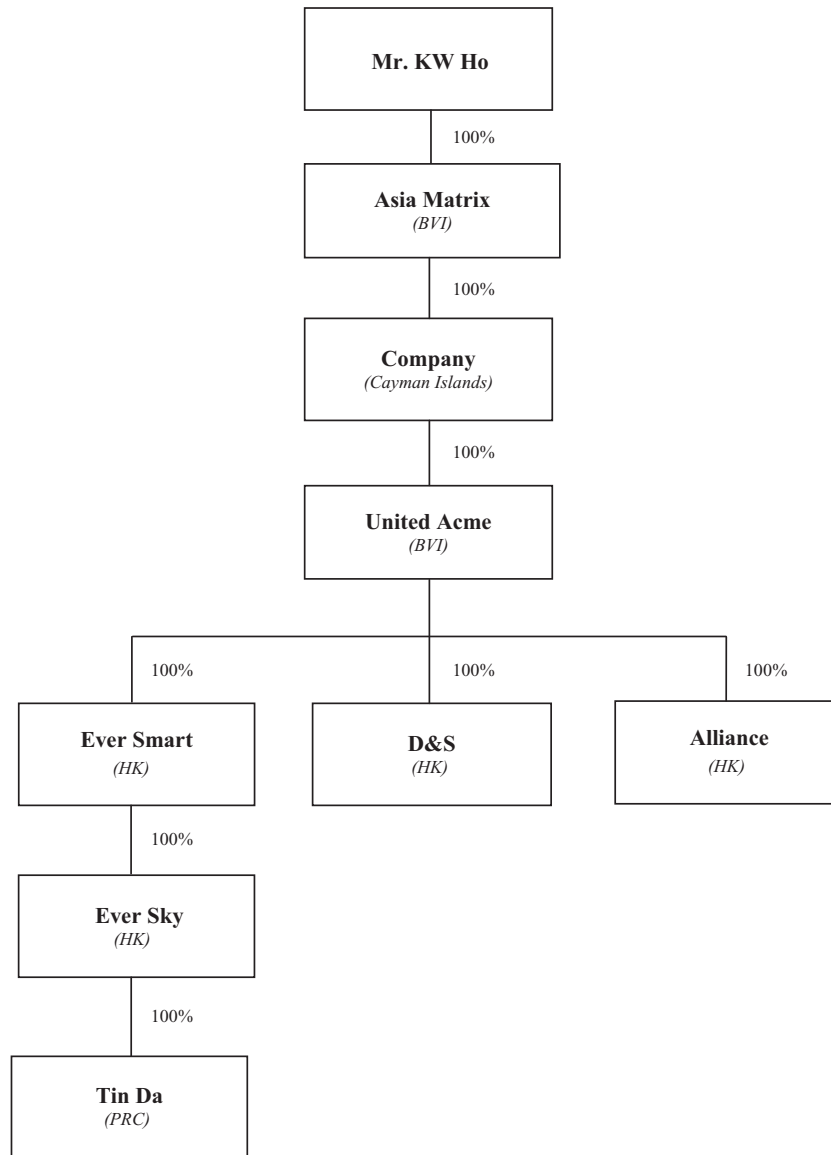 Mr. KW Ho
100%
Asia Matrix
(BVI)
100%
Company
(Cayman Islands)
100%
United Acme
(BVI)
100%
100%
100%
Ever Smart
(HK)
D&S
(HK)
Alliance
(HK)
100%
Ever Sky
(HK)
100%
Tin Da
(PRC)